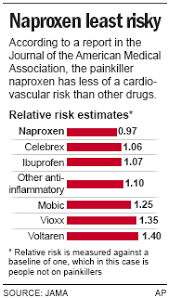 Naproxen least risky
According to a report in the
Journal of the American Medical
Association, the painkiller
naproxen has less of a cardio-
vascular risk than other drugs.
Relative risk estimates*
Naproxen 0.97
Celebrex 1.06
Ibuprofen 1.07
Other anti-
inflammatory 1.10
Mobic 1.25
Vioxx 1.35
Voltaren 1.40
* Relative risk is measured against a
baseline of one, which in this case is
people not on painkillers
SOURCE: JAMA AP